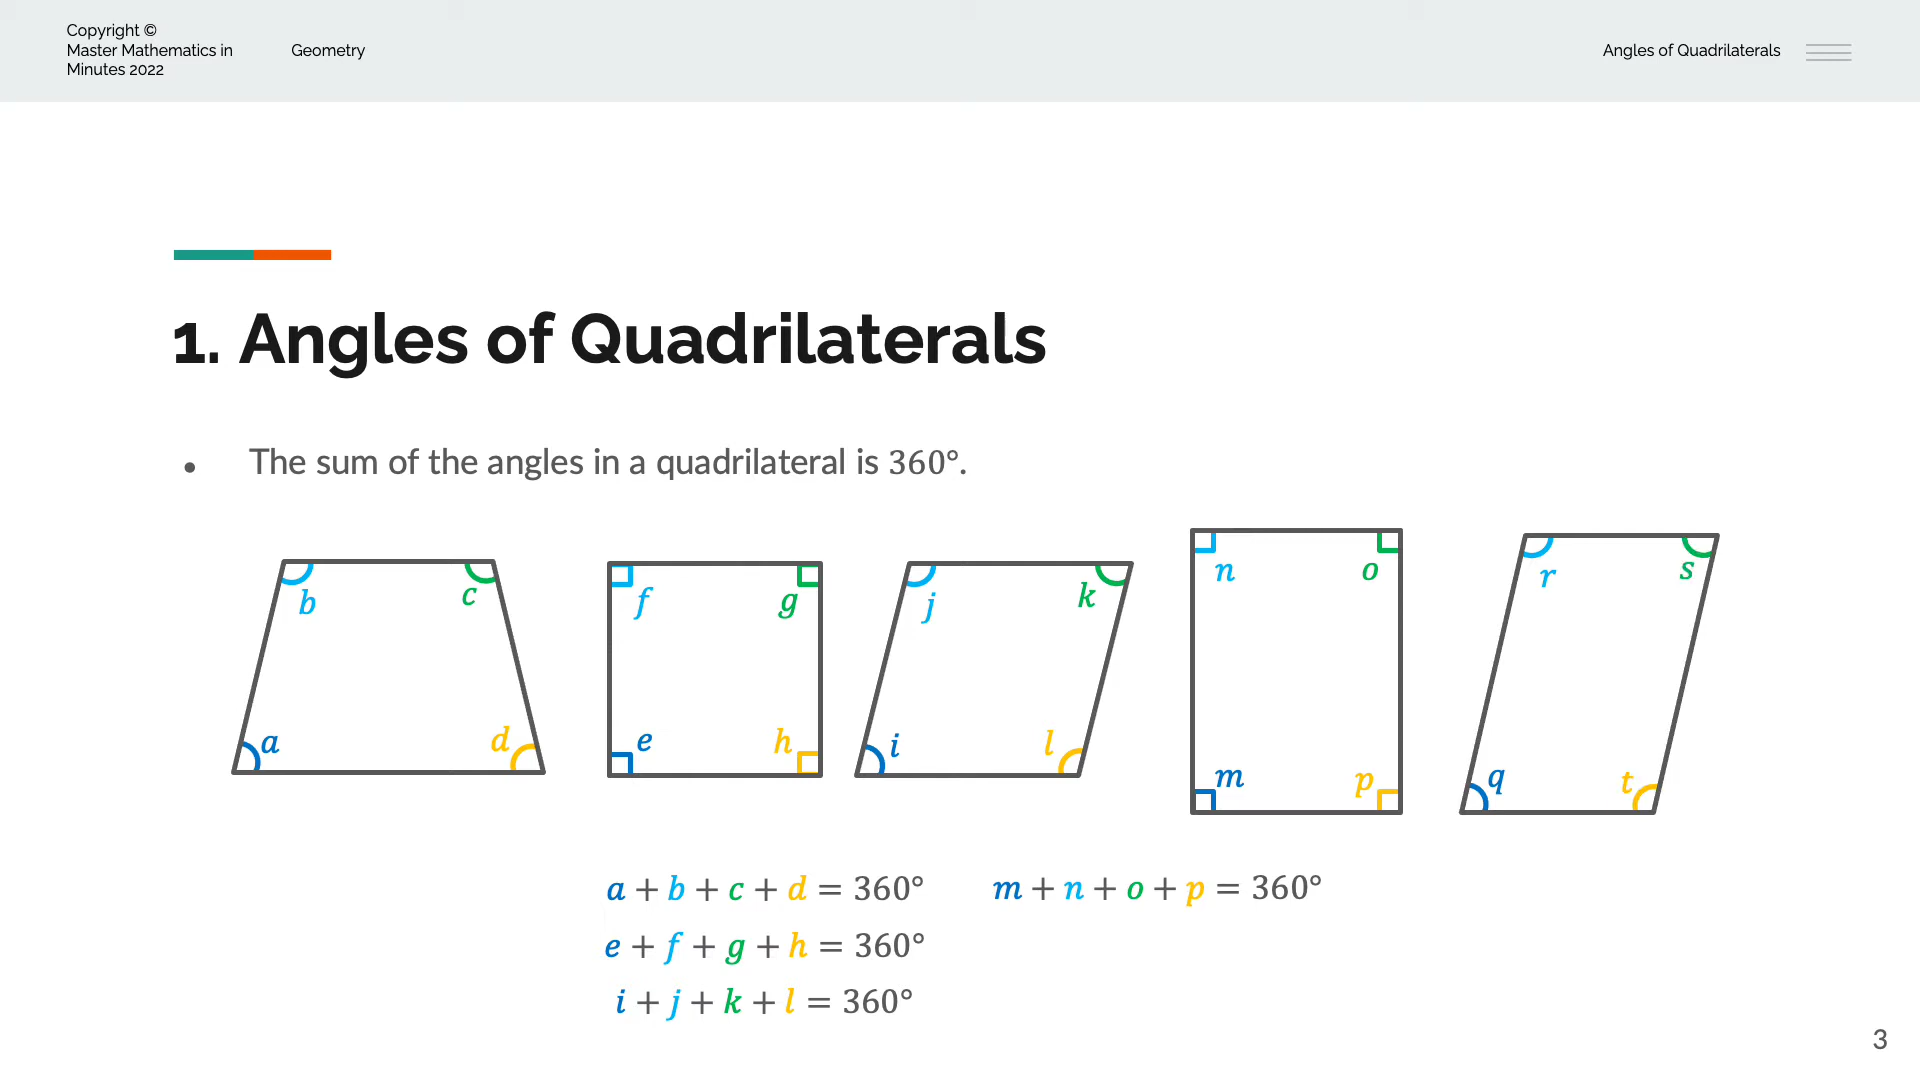 Copyright ©
Master Mathematics in
Minutes 2022
Geometry
Angles of Quadrilaterals
1. Angles of Quadrilaterals
• The sum of the angles in a quadrilateral is 360°.
b c
a d
f g
e h
j k
i l
n o
m p
r s
q t
a + b + c + d = 360°
e + f + g + h = 360°
i + j + k + l = 360°
m + n + o + p = 360°
3